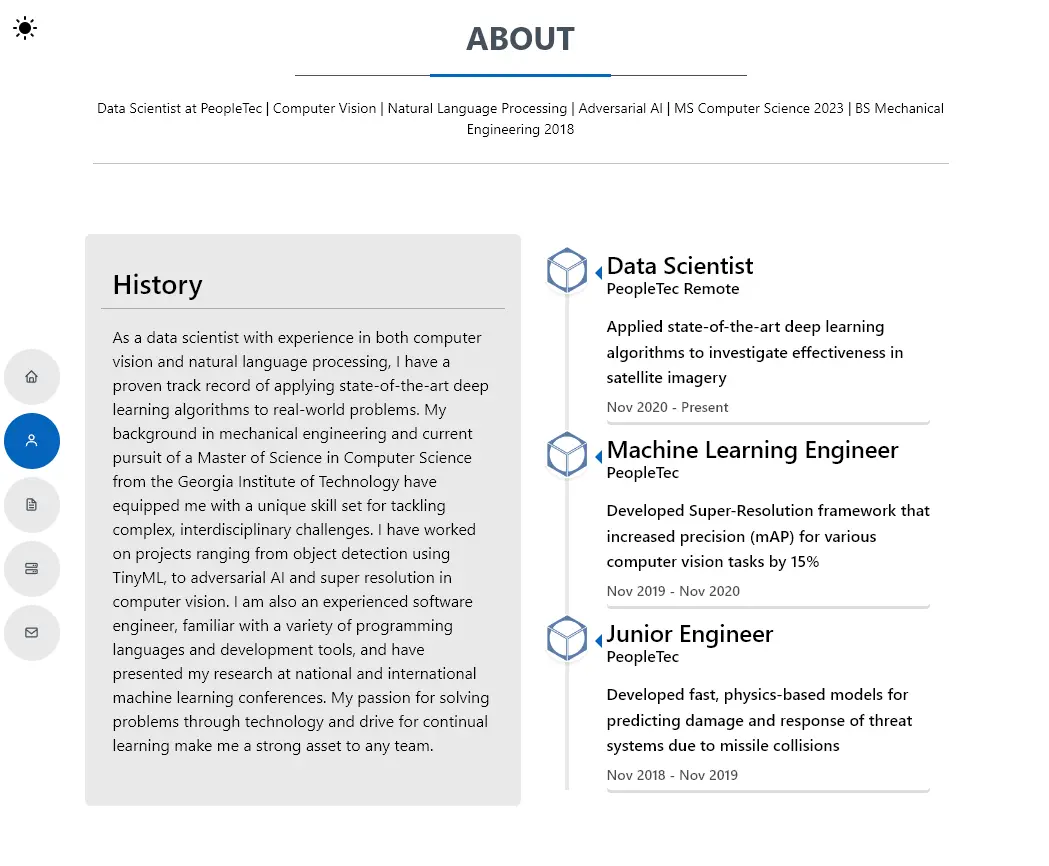 ABOUT
Data Scientist at PeopleTec | Computer Vision | Natural Language Processing | Adversarial AI | MS Computer Science 2023 | BS Mechanical
Engineering 2018
History
As a data scientist with experience in both computer
vision and natural language processing, I have a
proven track record of applying state-of-the-art deep
learning algorithms to real-world problems. My
background in mechanical engineering and current
pursuit of a Master of Science in Computer Science
from the Georgia Institute of Technology have
equipped me with a unique skill set for tackling
complex, interdisciplinary challenges. I have worked
on projects ranging from object detection using
TinyML, to adversarial AI and super resolution in
computer vision. I am also an experienced software
engineer, familiar with a variety of programming
languages and development tools, and have
presented my research at national and international
machine learning conferences. My passion for solving
problems through technology and drive for continual
learning make me a strong asset to any team.
Data Scientist
PeopleTec Remote
Applied state-of-the-art deep learning
algorithms to investigate effectiveness in
satellite imagery
Nov 2020 - Present
Machine Learning Engineer
PeopleTec
Developed Super-Resolution framework that
increased precision (mAP) for various
computer vision tasks by 15%
Nov 2019 - Nov 2020
Junior Engineer
PeopleTec
Developed fast, physics-based models for
predicting damage and response of threat
systems due to missile collisions
Nov 2018 - Nov 2019